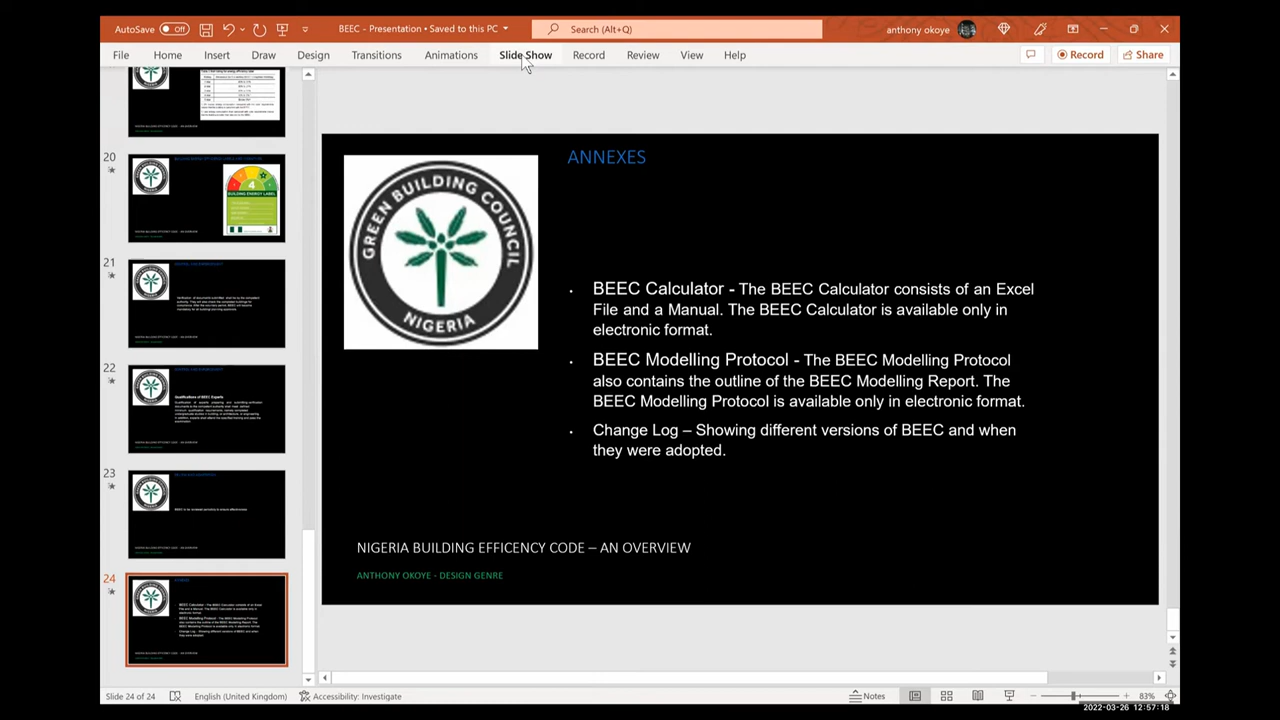 AutoSave Off BEEC - Presentation • Saved to this PC Search (Alt+Q) anthony okoye
File Home Insert Draw Design Transitions Animations Slide Show Record Review View Help Record Share
20
21
22
Qualifications of BEEC Experts
23
24
GREEN BUILDING COUNCIL
NIGERIA
ANNEXES
• BEEC Calculator - The BEEC Calculator consists of an Excel
File and a Manual. The BEEC Calculator is available only in
electronic format.
• BEEC Modelling Protocol - The BEEC Modelling Protocol
also contains the outline of the BEEC Modelling Report. The
BEEC Modelling Protocol is available only in electronic format.
• Change Log – Showing different versions of BEEC and when
they were adopted.
NIGERIA BUILDING EFFICENCY CODE – AN OVERVIEW
ANTHONY OKOYE - DESIGN GENRE
Slide 24 of 24 English (United Kingdom) Accessibility: Investigate Notes 83%
2022-03-26 12:57:18